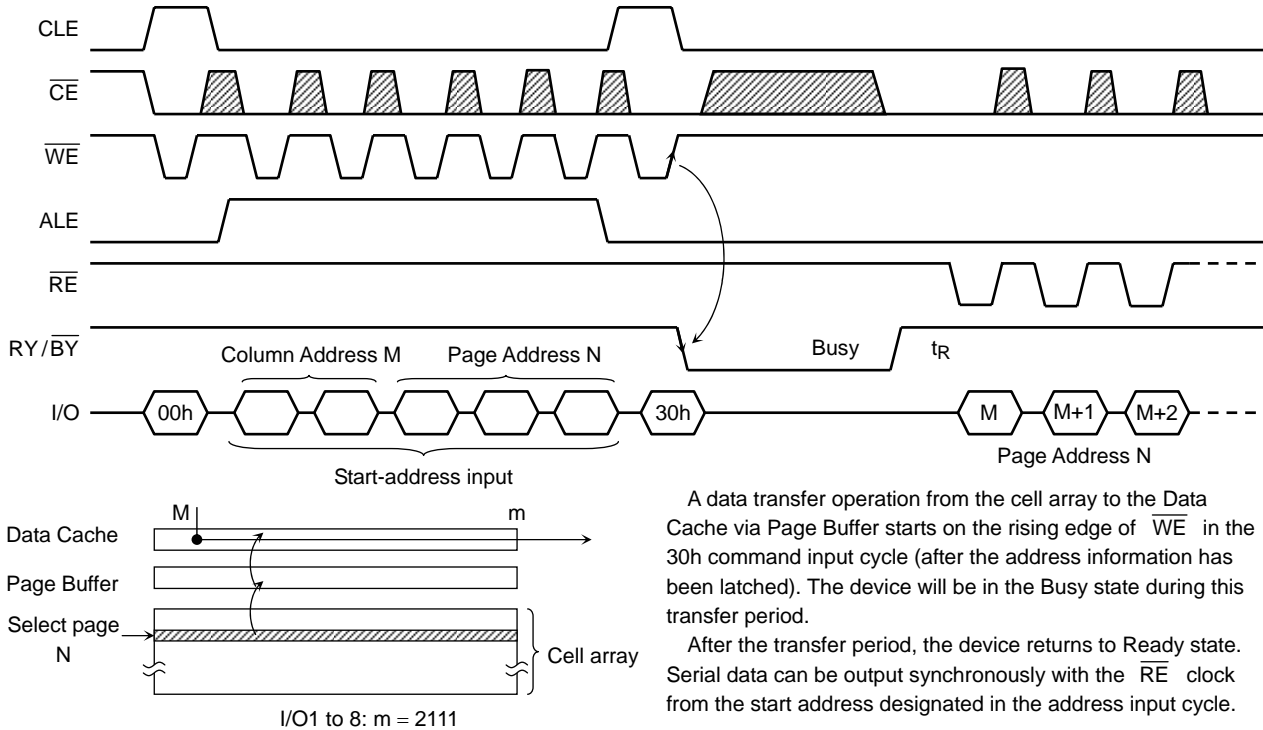 CLE
CE
WE
ALE
RE
RY/BY
Busy
tR
Column Address M
Page Address N
I/O
00h
30h
M
M+1
M+2
Start-address input
Page Address N
M
m
Data Cache
Page Buffer
Select page
N
Cell array
I/O1 to 8: m = 2111
A data transfer operation from the cell array to the Data
Cache via Page Buffer starts on the rising edge of WE in the
30h command input cycle (after the address information has
been latched). The device will be in the Busy state during this
transfer period.
After the transfer period, the device returns to Ready state.
Serial data can be output synchronously with the RE clock
from the start address designated in the address input cycle.